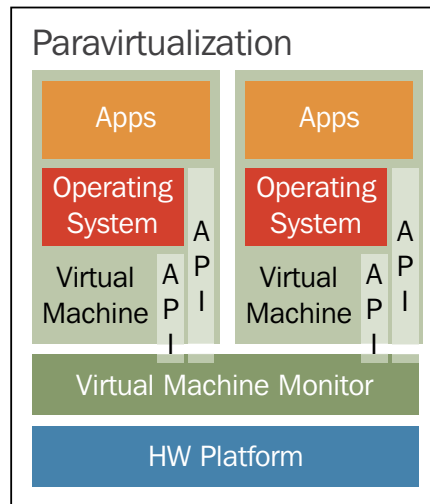 Paravirtualization
Apps
Apps
Operating
System
Operating
System
A
P
I
A
P
I
Virtual
Machine
Virtual
Machine
A
P
I
A
P
I
Virtual Machine Monitor
HW Platform